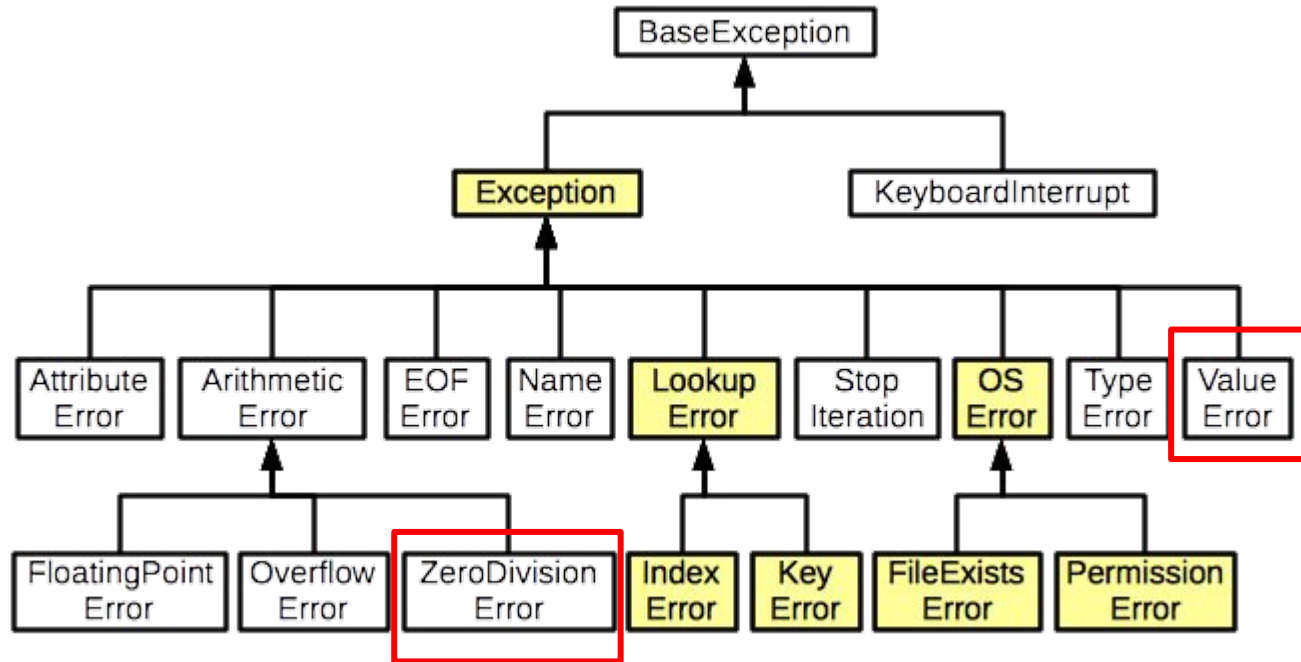 BaseException
Exception
KeyboardInterrupt
Attribute
Error
Arithmetic
Error
EOF
Error
Name
Error
Lookup
Error
Stop
Iteration
OS
Error
Type
Error
Value
Error
FloatingPoint
Error
Overflow
Error
ZeroDivision
Error
Index
Error
Key
Error
FileExists
Error
Permission
Error